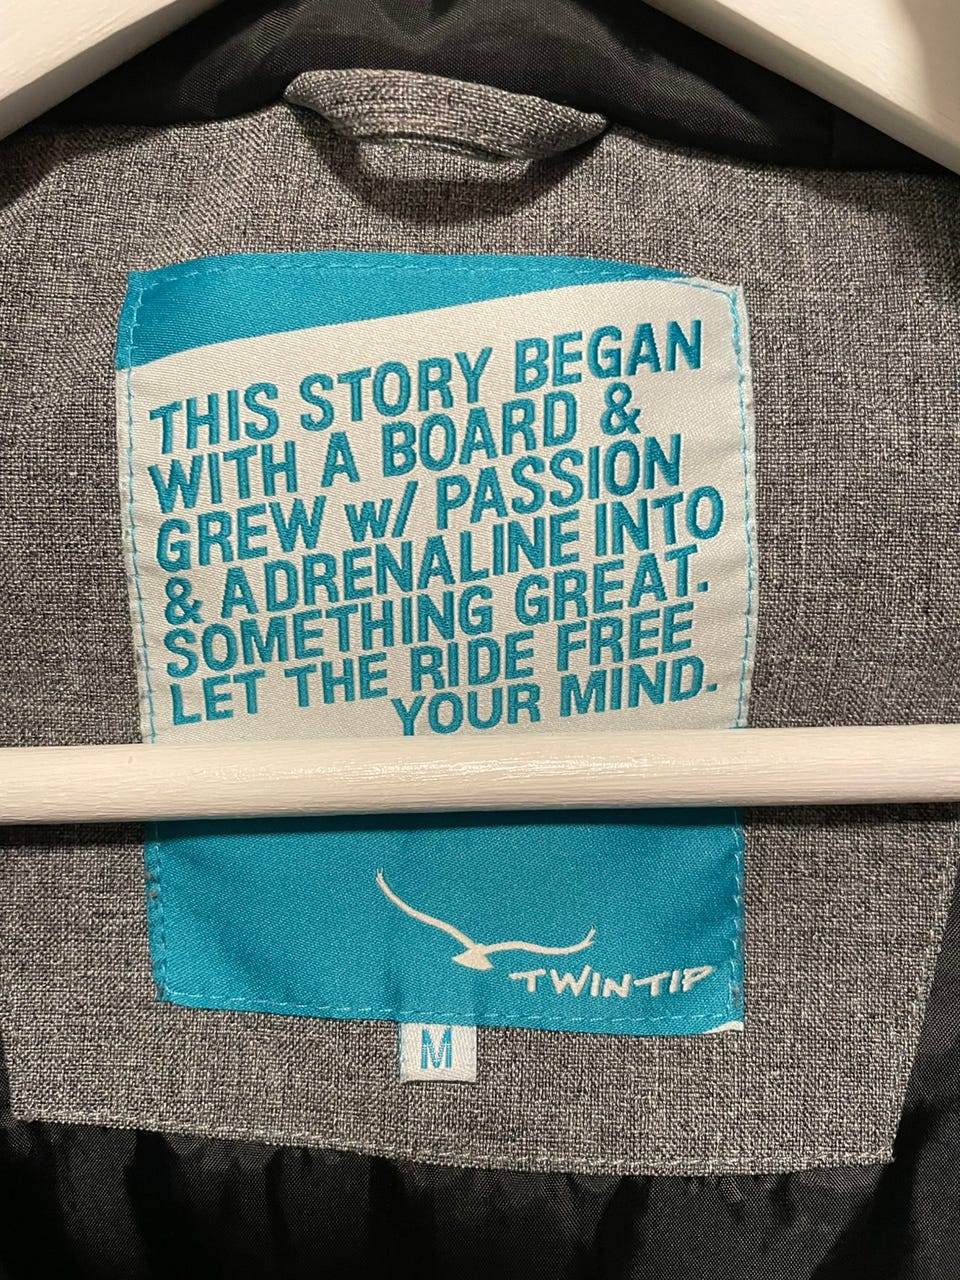 THIS STORY BEGAN
WITH A BOARD &
GREW w/ PASSION
& ADRENALINE INTO
SOMETHING GREAT.
LET THE RIDE FREE
YOUR MIND.
TWINTIP
M